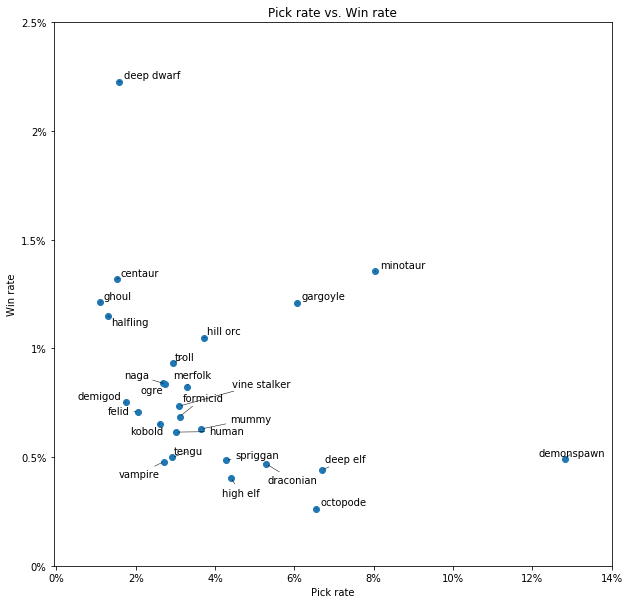 Pick rate vs. Win rate
2.5%
deep dwarf
2%
1.5%
minotaur
centaur
ghoul
gargoyle
halfling
hill orc
1%
troll
naga
merfolk
vine stalker
ogre
demigod
formicid
felid
mummy
kobold
human
tengu
spriggan
deep elf
demonspawn
0.5%
vampire
draconian
high elf
octopode
0%
0%
2%
4%
6%
8%
10%
12%
14%
Pick rate
Win rate